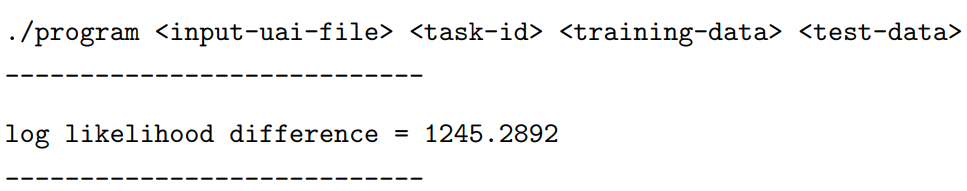 ./program <input-uai-file> <task-id> <training-data> <test-data>
----------------------------
log likelihood difference = 1245.2892
----------------------------